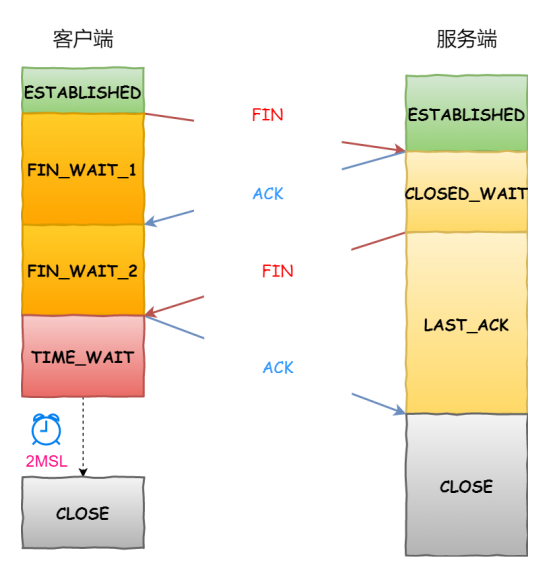 客户端
服务端
ESTABLISHED
ESTABLISHED
FIN
FIN_WAIT_1
CLOSED_WAIT
ACK
FIN_WAIT_2
FIN
LAST_ACK
TIME_WAIT
ACK
2MSL
CLOSE
CLOSE